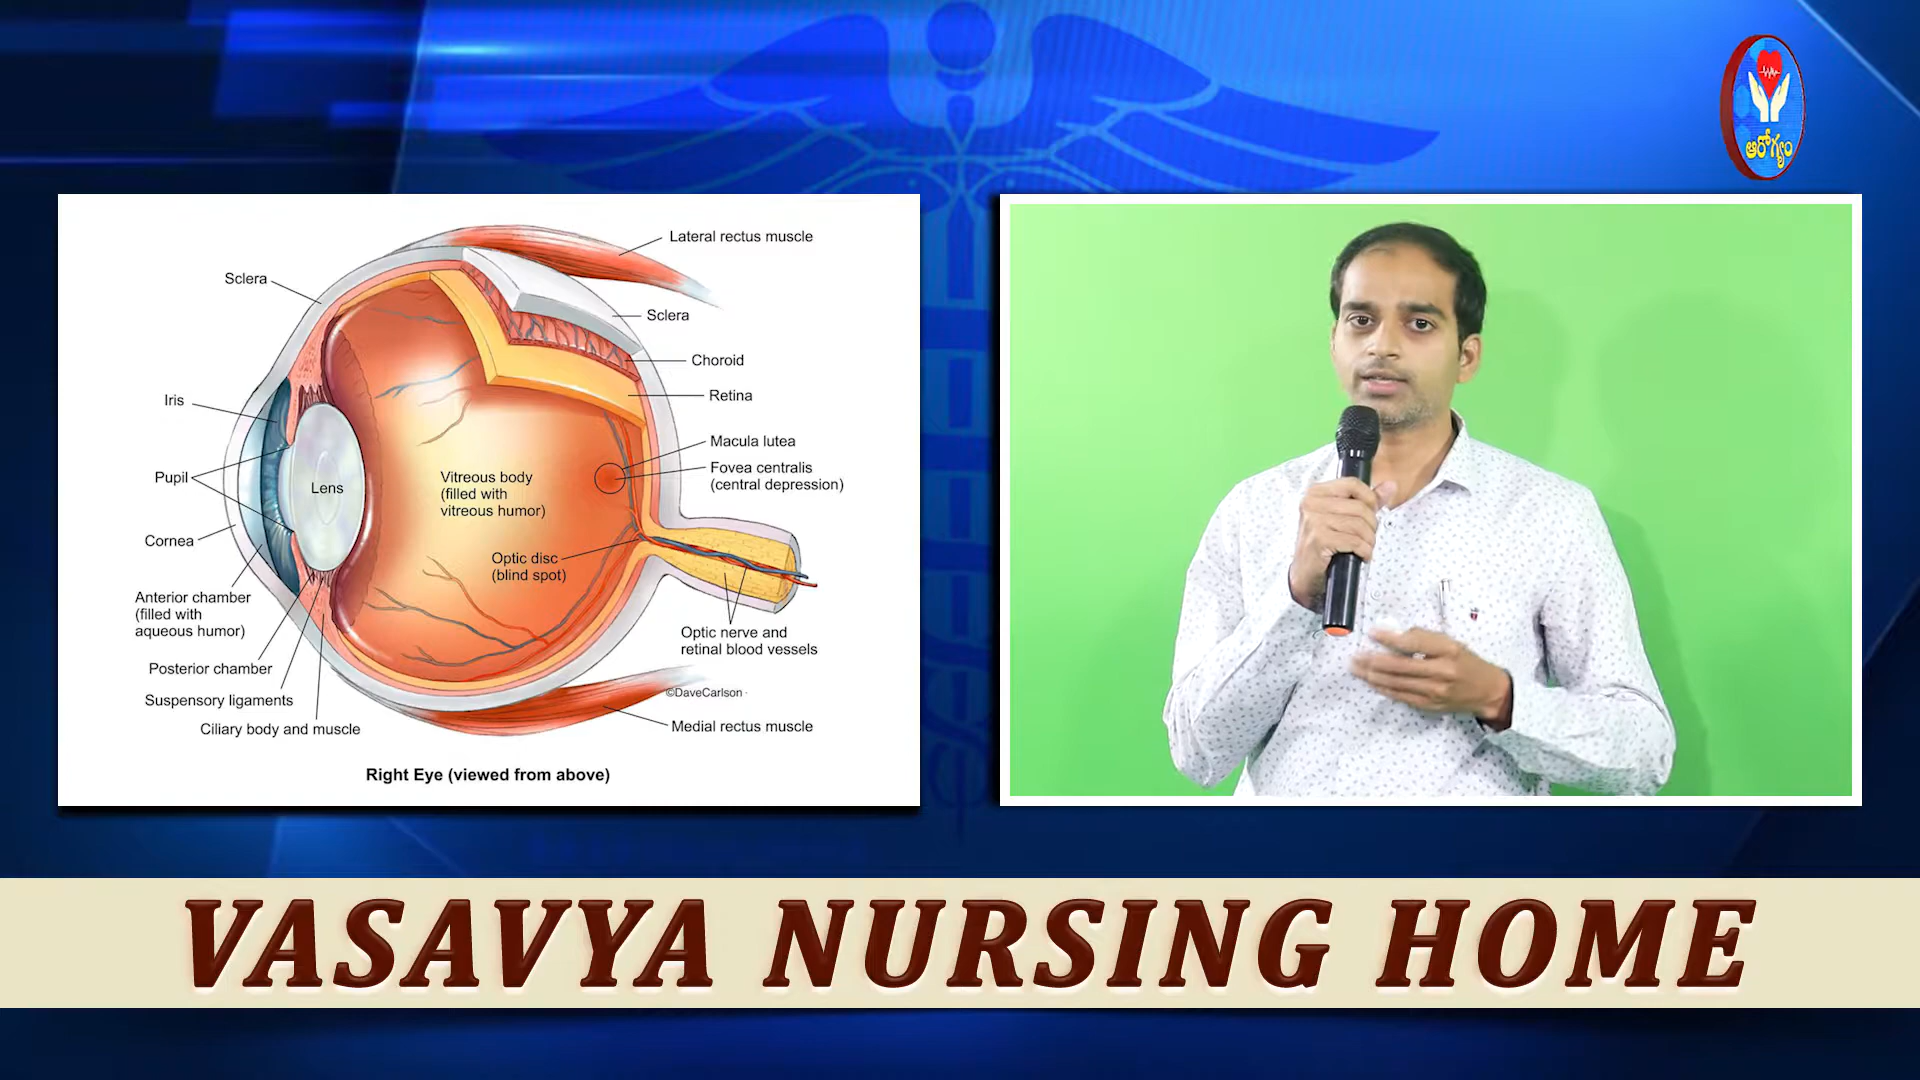 ఆరోగ్యం
Lateral rectus muscle
Sclera
Sclera
Choroid
Iris
Retina
Macula lutea
Fovea centralis
(central depression)
Pupil
Lens
Vitreous body
(filled with
vitreous humor)
Cornea
Optic disc
(blind spot)
Anterior chamber
(filled with
aqueous humor)
Optic nerve and
retinal blood vessels
Posterior chamber
Suspensory ligaments
©DaveCarlson
Ciliary body and muscle
Medial rectus muscle
Right Eye (viewed from above)
VASAVYA NURSING HOME